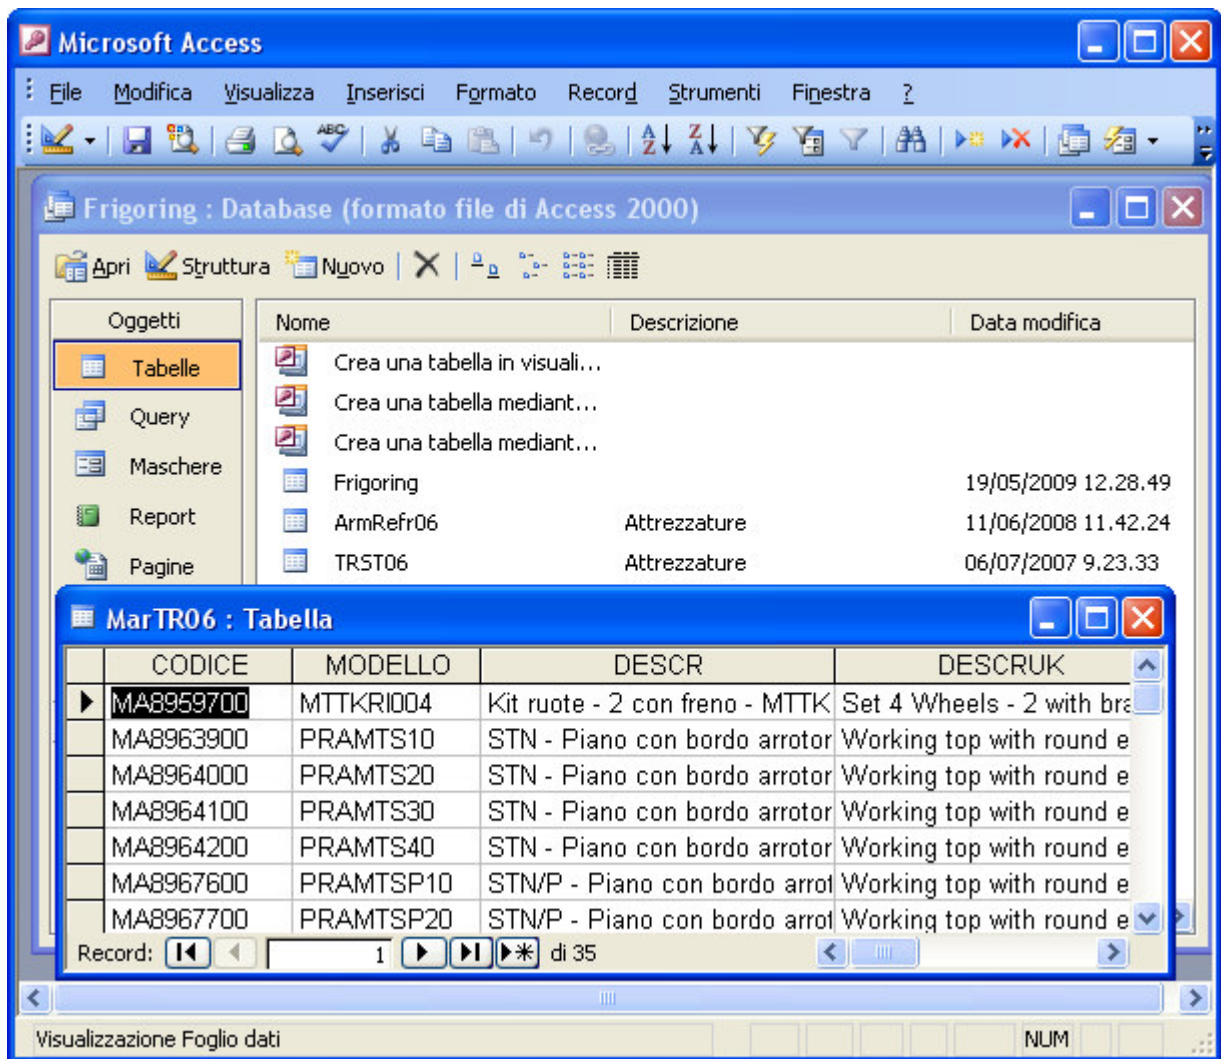 Microsoft Access
File Modifica Visualizza Inserisci Formato Record Strumenti Finestra ?
Frigoring : Database (formato file di Access 2000)
Apri Struttura Nuovo
Oggetti Nome Descrizione Data modifica
Tabelle Crea una tabella in visuali...
Query Crea una tabella mediant...
Crea una tabella mediant...
Maschere Frigoring 19/05/2009 12.28.49
Report ArmRefr06 Attrezzature 11/06/2008 11.42.24
Pagine TRST06 Attrezzature 06/07/2007 9.23.33
MarTR06 : Tabella
CODICE MODELLO DESCR DESCRUK
MA8959700 MTTKRI004 Kit ruote - 2 con freno - MTTK Set 4 Wheels - 2 with bra
MA8963900 PRAMTS10 STN - Piano con bordo arrotor Working top with round e
MA8964000 PRAMTS20 STN - Piano con bordo arrotor Working top with round e
MA8964100 PRAMTS30 STN - Piano con bordo arrotor Working top with round e
MA8964200 PRAMTS40 STN - Piano con bordo arrotor Working top with round e
MA8967600 PRAMTSP10 STN/P - Piano con bordo arrot Working top with round e
MA8967700 PRAMTSP20 STN/P - Piano con bordo arrot Working top with round e
Record: 1 di 35
Visualizzazione Foglio dati NUM